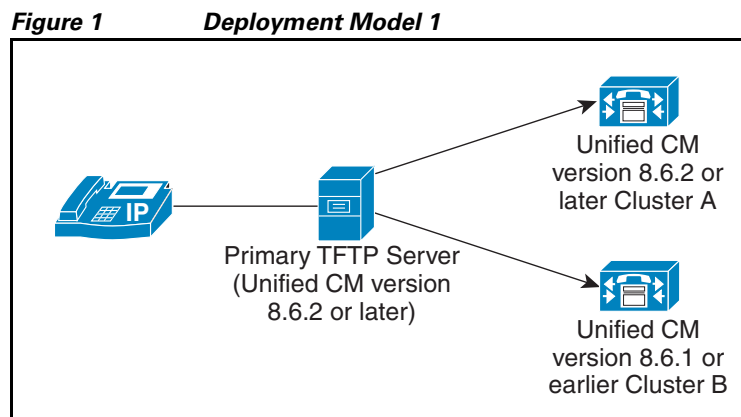 Figure 1 Deployment Model 1
IP
Primary TFTP Server
(Unified CM version
8.6.2 or later)
Unified CM
version 8.6.2 or
later Cluster A
Unified CM
version 8.6.1 or
earlier Cluster B